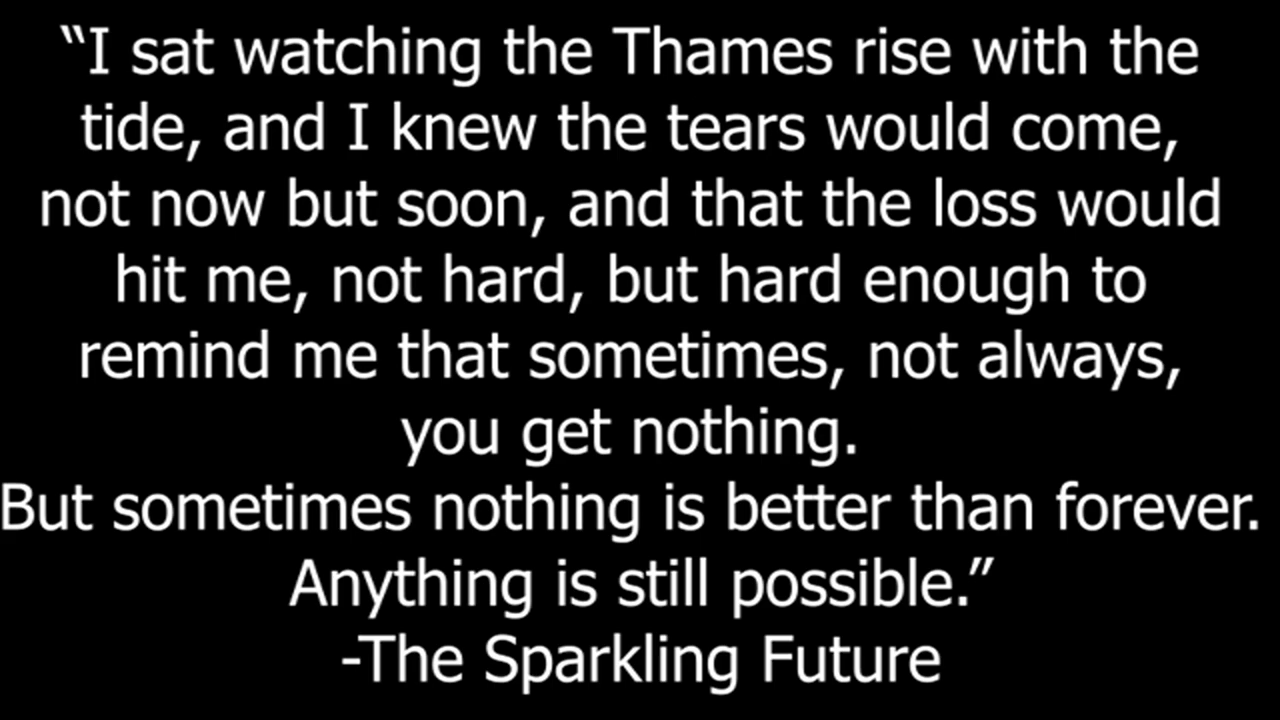 “I sat watching the Thames rise with the
tide, and I knew the tears would come,
not now but soon, and that the loss would
hit me, not hard, but hard enough to
remind me that sometimes, not always,
you get nothing.
But sometimes nothing is better than forever.
Anything is still possible.”
-The Sparkling Future